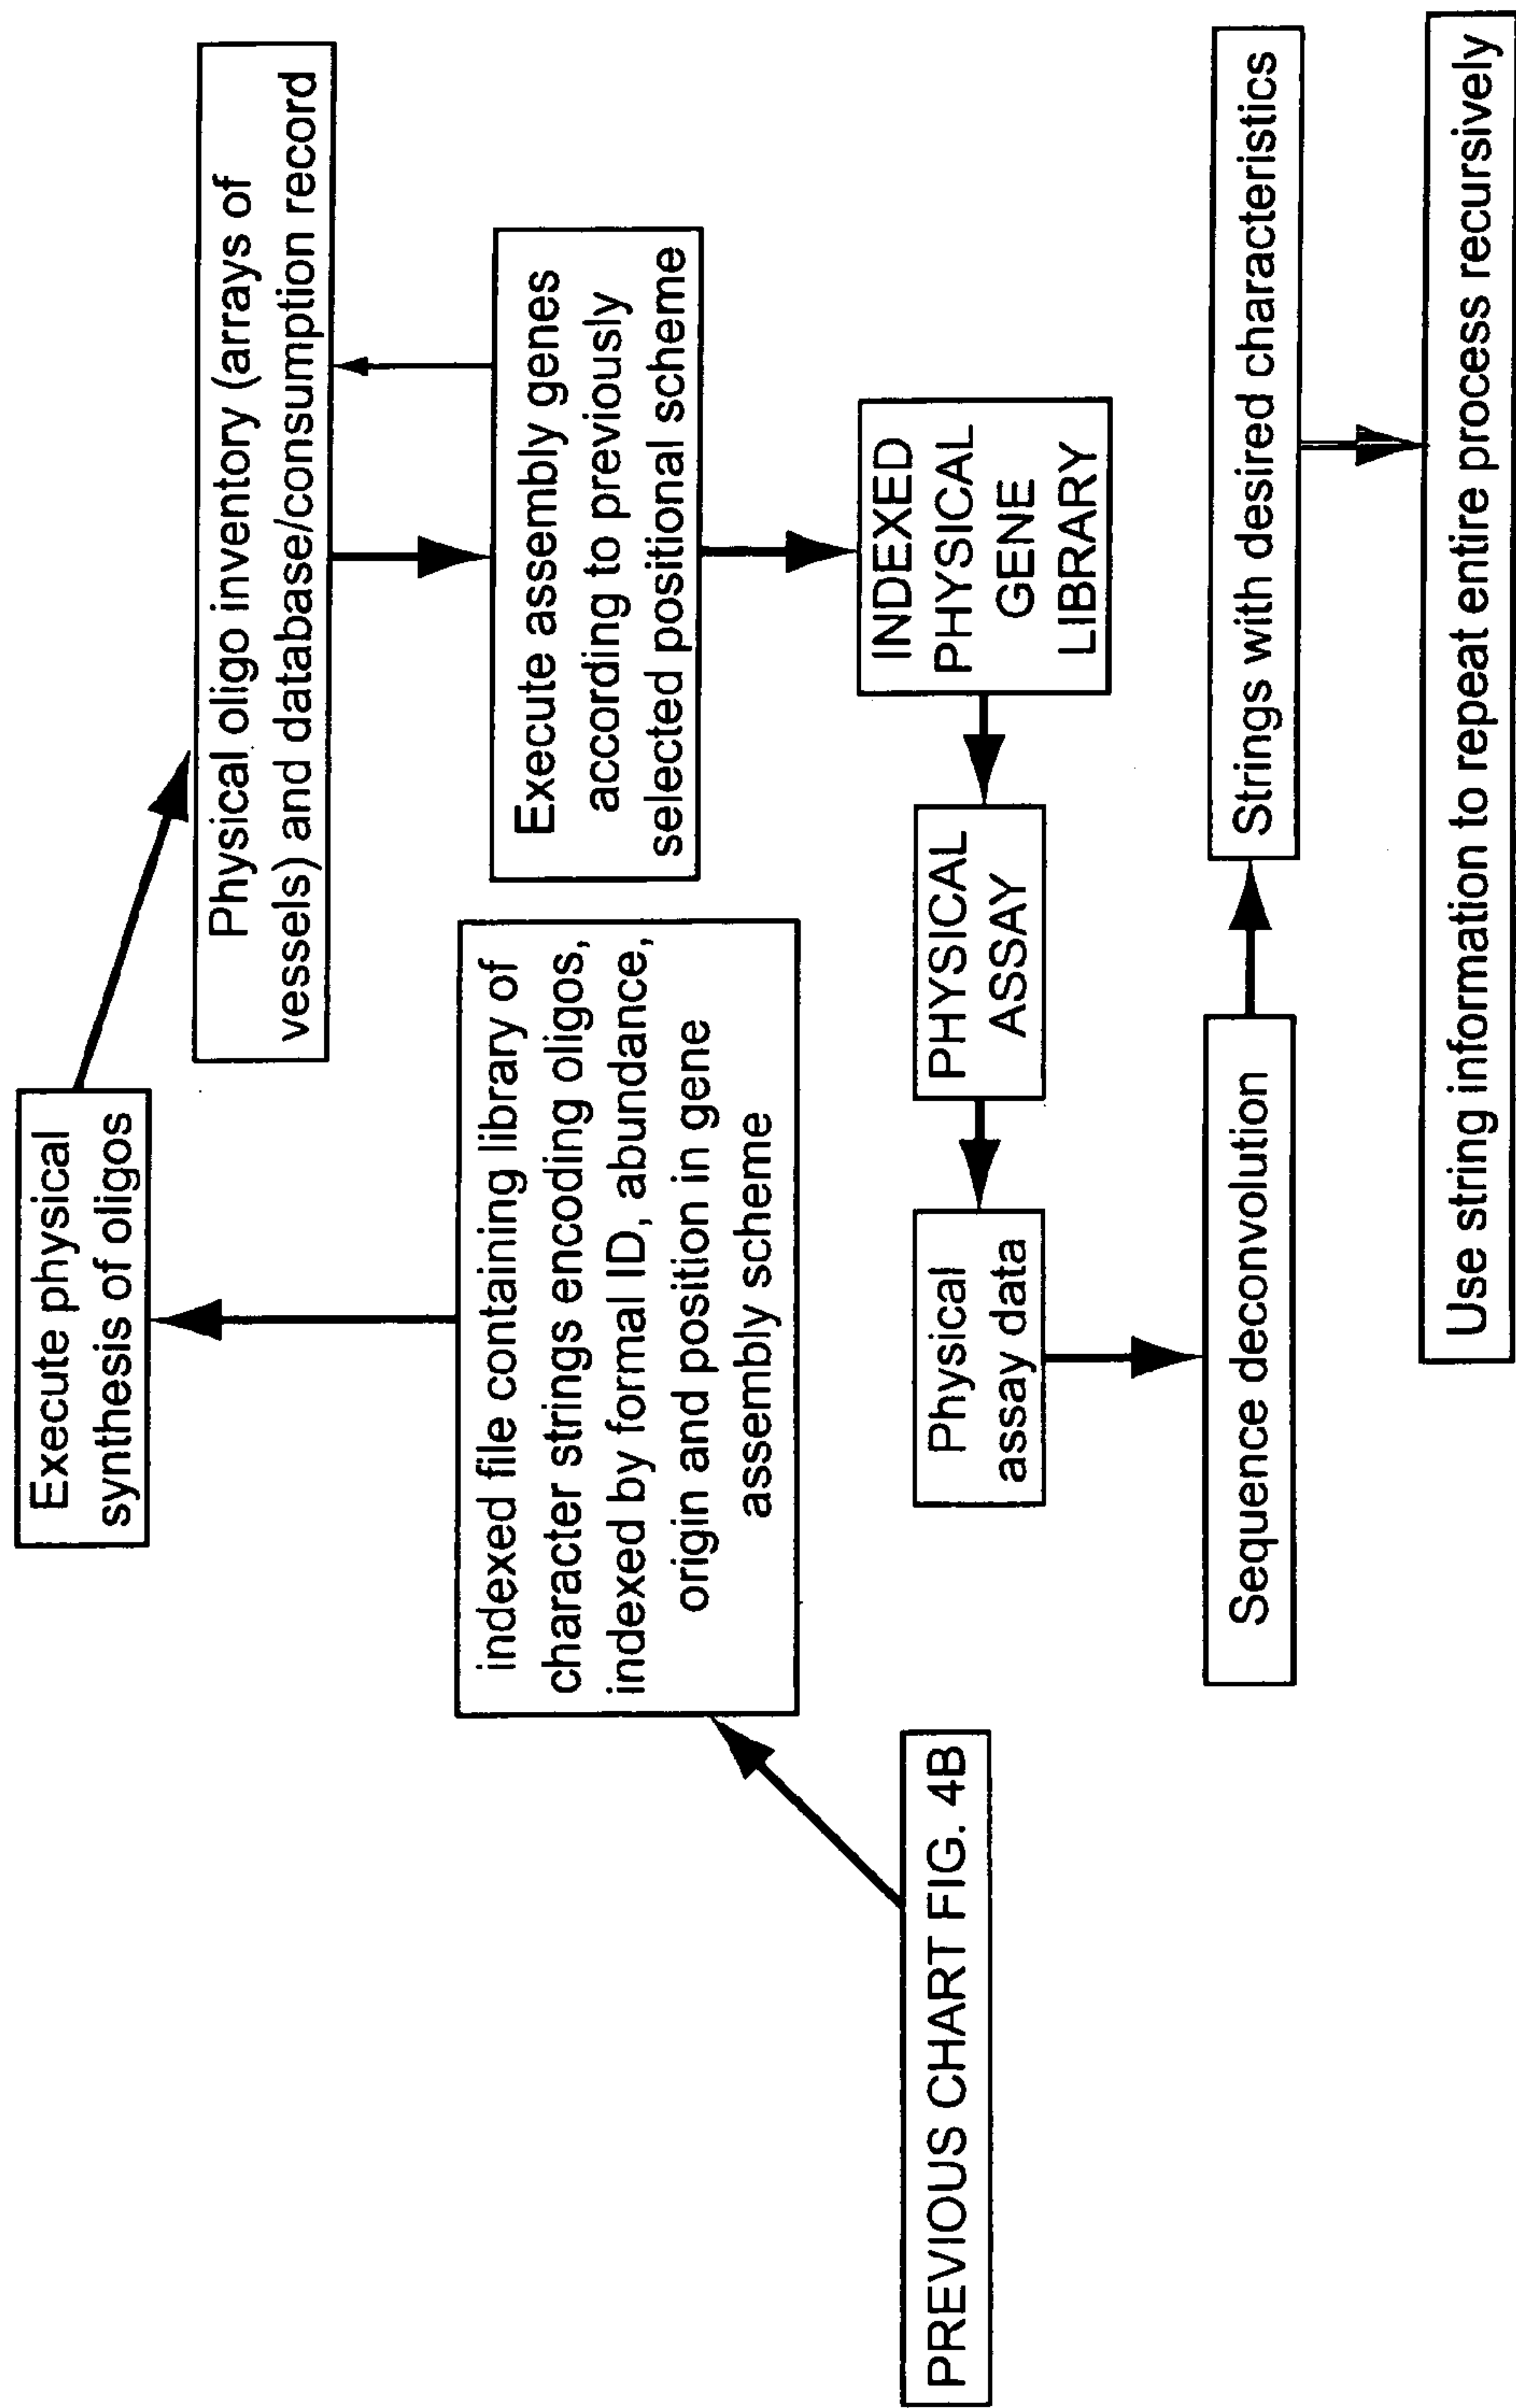 Execute physical
synthesis of oligos
Physical oligo inventory (arrays of
vessels) and database/consumption record
indexed file containing library of
character strings encoding oligos,
indexed by formal ID, abundance,
origin and position in gene
assembly scheme
Execute assembly genes
according to previously
selected positional scheme
PREVIOUS CHART FIG. 4B
INDEXED
PHYSICAL
GENE
LIBRARY
PHYSICAL
ASSAY
Physical
assay data
Sequence deconvolution
Strings with desired characteristics
Use string information to repeat entire process recursively